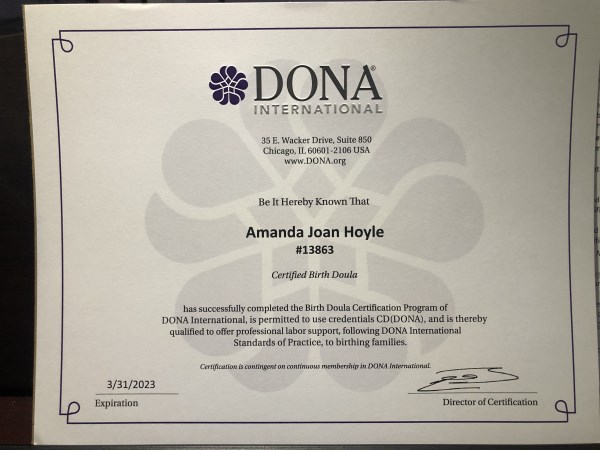 DONA®
INTERNATIONAL
35 E. Wacker Drive, Suite 850
Chicago, IL 60601-2106 USA
www.DONA.org
Be It Hereby Known That
Amanda Joan Hoyle
#13863
Certified Birth Doula
has successfully completed the Birth Doula Certification Program of
DONA International, is permitted to use credentials CD(DONA), and is thereby
qualified to offer professional labor support, following DONA International
Standards of Practice, to birthing families.
Certification is contingent on continuous membership in DONA International.
3/31/2023
Expiration
Director of Certification